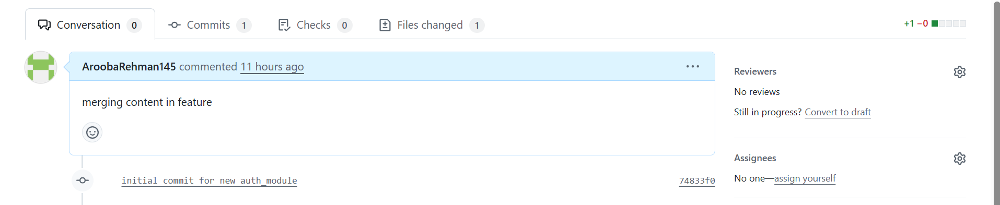 Conversation 0 Commits 1 Checks 0 Files changed 1 +1 −0
AroobaRehman145 commented 11 hours ago
merging content in feature
initial commit for new auth_module 74833f0
Reviewers
No reviews
Still in progress? Convert to draft
Assignees
No one—assign yourself